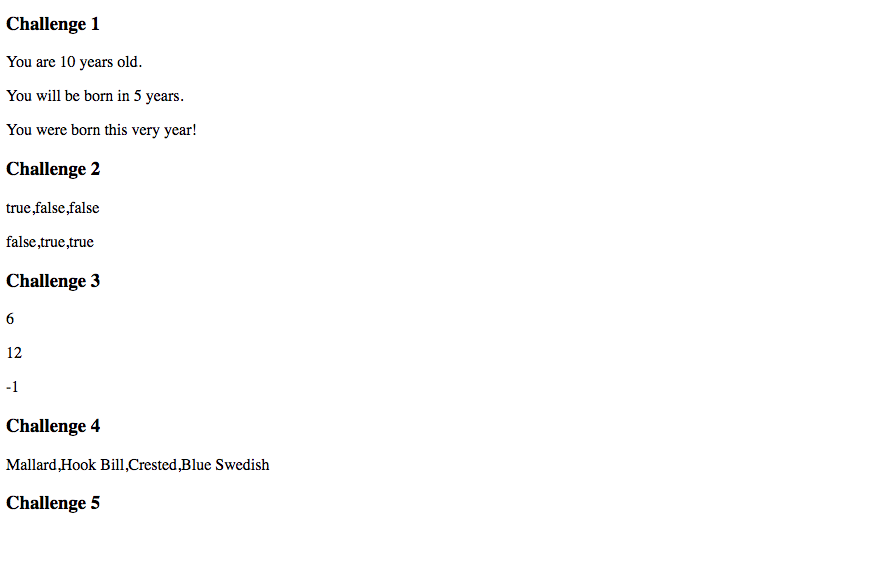 Challenge 1
You are 10 years old.
You will be born in 5 years.
You were born this very year!
Challenge 2
true,false,false
false,true,true
Challenge 3
6
12
-1
Challenge 4
Mallard,Hook Bill,Crested,Blue Swedish
Challenge 5